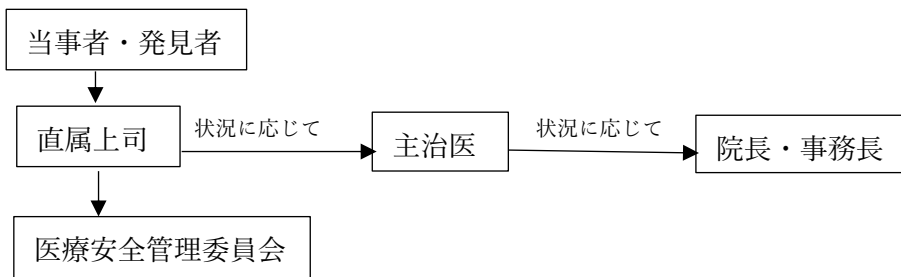 当事者・発見者
直属上司
状況に応じて
主治医
状況に応じて
院長・事務長
医療安全管理委員会